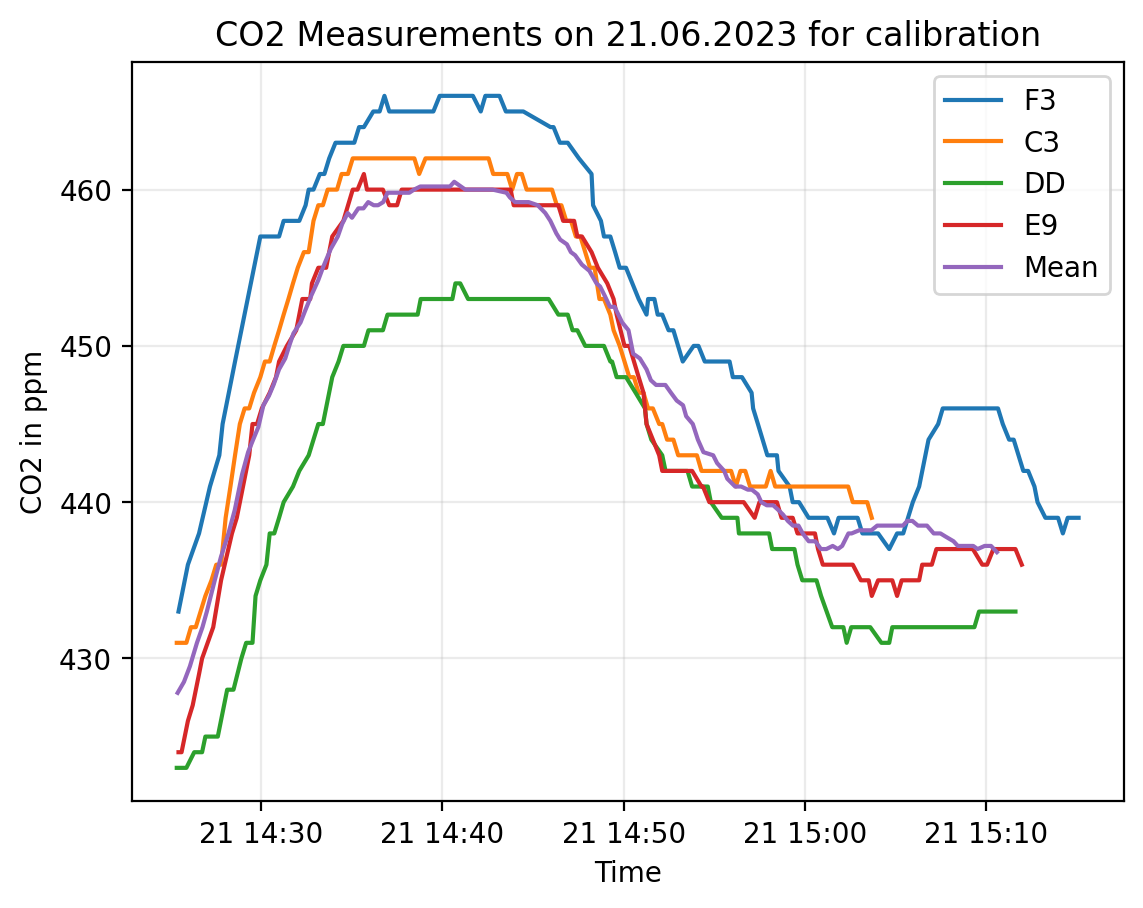 CO2 Measurements on 21.06.2023 for calibration
F3
C3
DD
E9
Mean
460
450
440
430
CO2 in ppm
21 14:30 21 14:40 21 14:50 21 15:00 21 15:10
Time